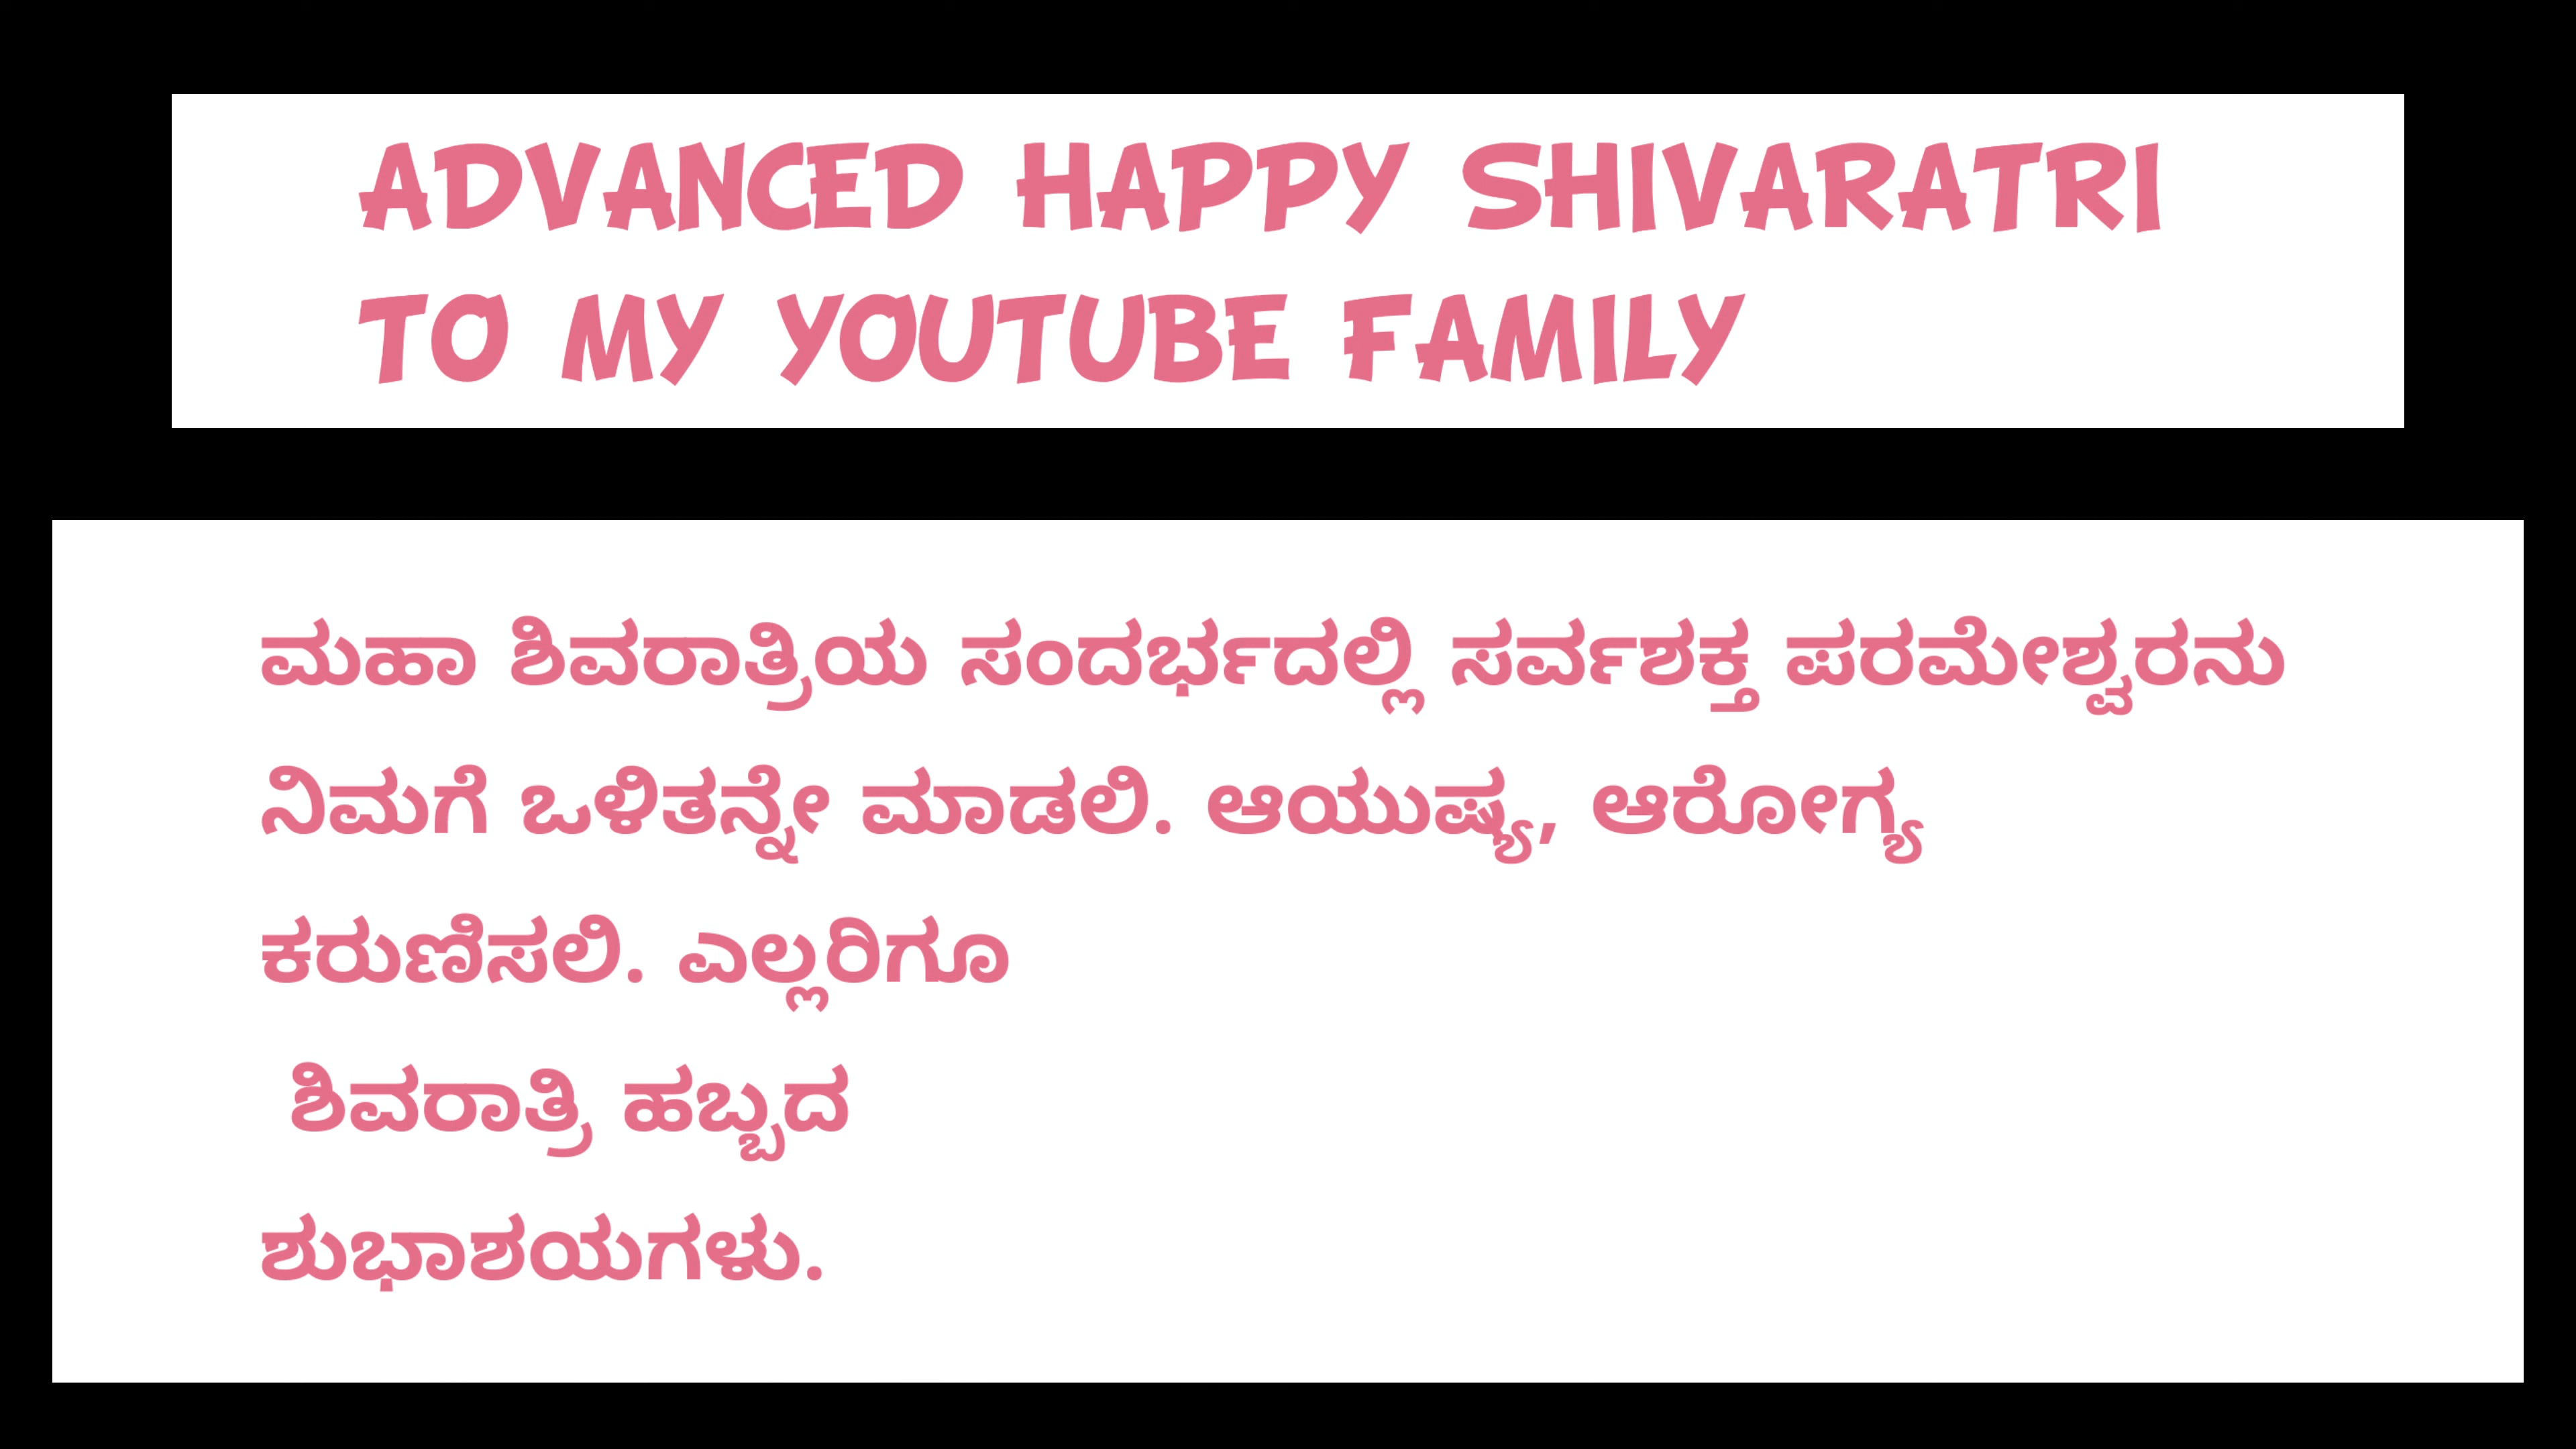 ADVANCED HAPPY SHIVARATRI
TO MY YOUTUBE FAMILY
ಮಹಾ ಶಿವರಾತ್ರಿಯ ಸಂದರ್ಭದಲ್ಲಿ ಸರ್ವಶಕ್ತ ಪರಮೇಶ್ವರನು
ನಿಮಗೆ ಒಳಿತನ್ನೇ ಮಾಡಲಿ. ಆಯುಷ್ಯ, ಆರೋಗ್ಯ
ಕರುಣಿಸಲಿ. ಎಲ್ಲರಿಗೂ
ಶಿವರಾತ್ರಿ ಹಬ್ಬದ
ಶುಭಾಶಯಗಳು.